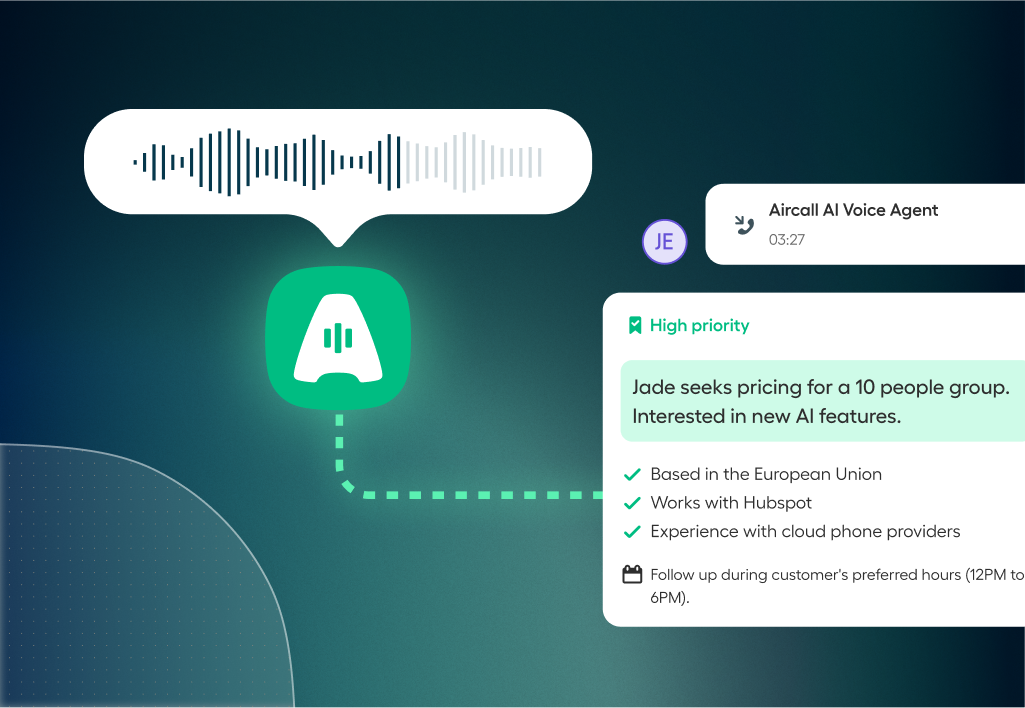 Aircall AI Voice Agent
JE
03:27
High priority
Jade seeks pricing for a 10 people group.
Interested in new AI features.
Based in the European Union
Works with Hubspot
Experience with cloud phone providers
Follow up during customer's preferred hours (12PM to
6PM).